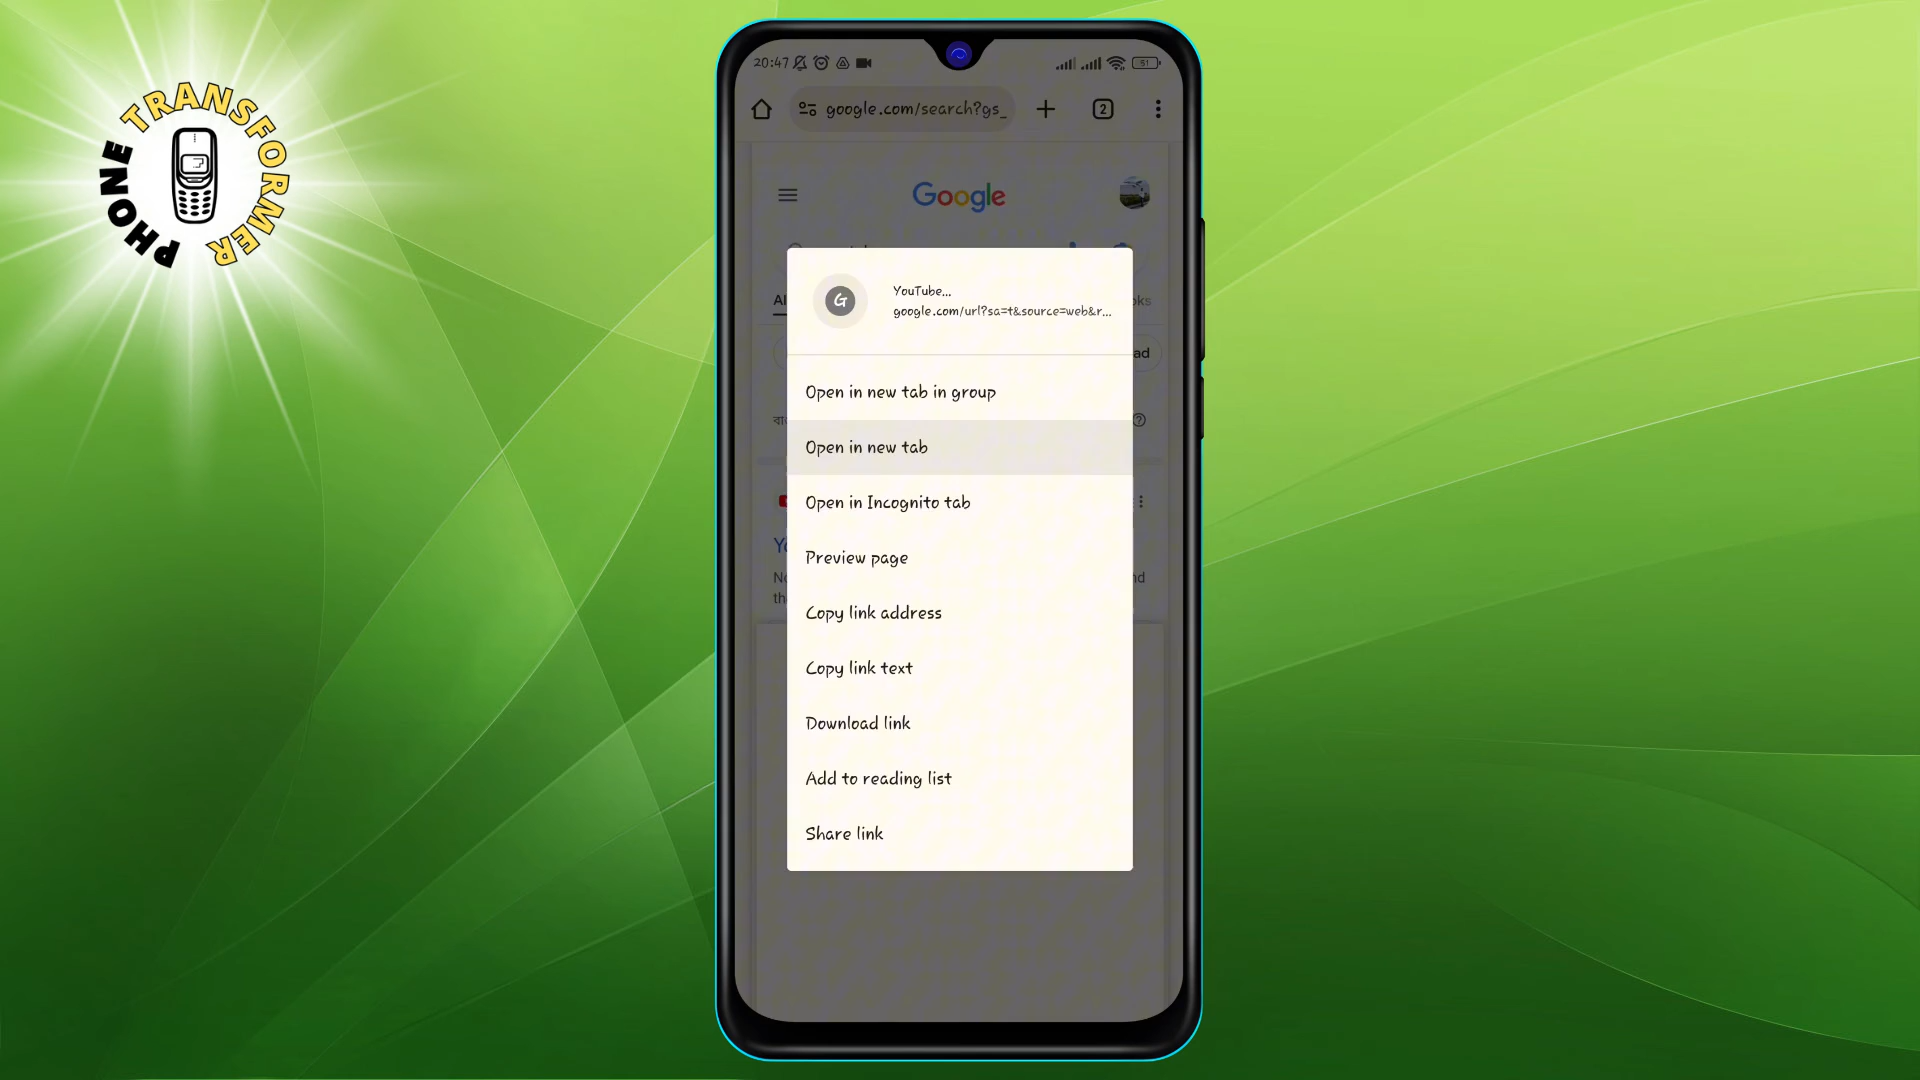 PHONE TRANSFORMER
20:47
51
google.com/search?gs_
2
Google
YouTube...
google.com/url?sa=t&source=web&r...
Open in new tab in group
Open in new tab
Open in Incognito tab
Preview page
Copy link address
Copy link text
Download link
Add to reading list
Share link